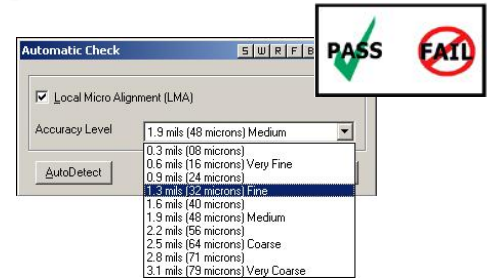 Automatic Check
S W R F B
PASS
FAIL
Local Micro Alignment (LMA)
Accuracy Level
1.9 mils (48 microns) Medium
AutoDetect
0.3 mils (08 microns)
0.6 mils (16 microns) Very Fine
0.9 mils (24 microns)
1.3 mils (32 microns) Fine
1.6 mils (40 microns)
1.9 mils (48 microns) Medium
2.2 mils (56 microns)
2.5 mils (64 microns) Coarse
2.8 mils (71 microns)
3.1 mils (79 microns) Very Coarse